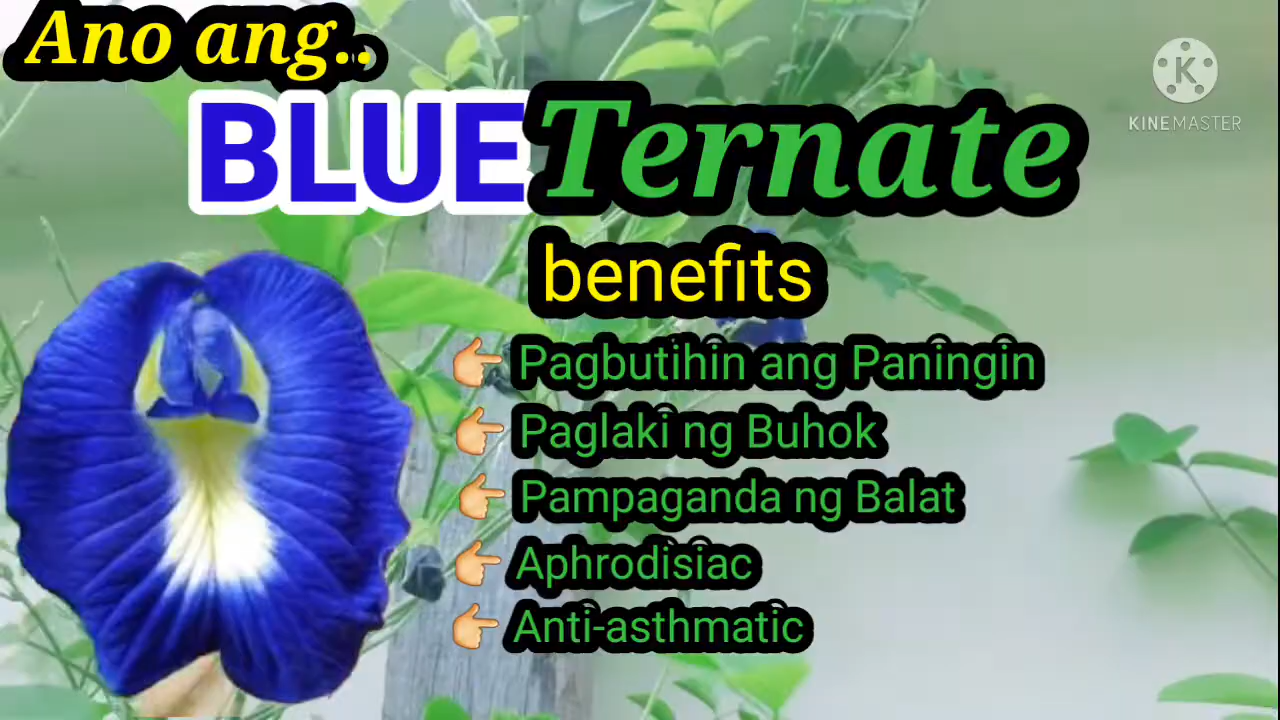 Ano ang..
BLUE Ternate
benefits
Pagbutihin ang Paningin
Paglaki ng Buhok
Pampaganda ng Balat
Aphrodisiac
Anti-asthmatic
K
KINEMASTER